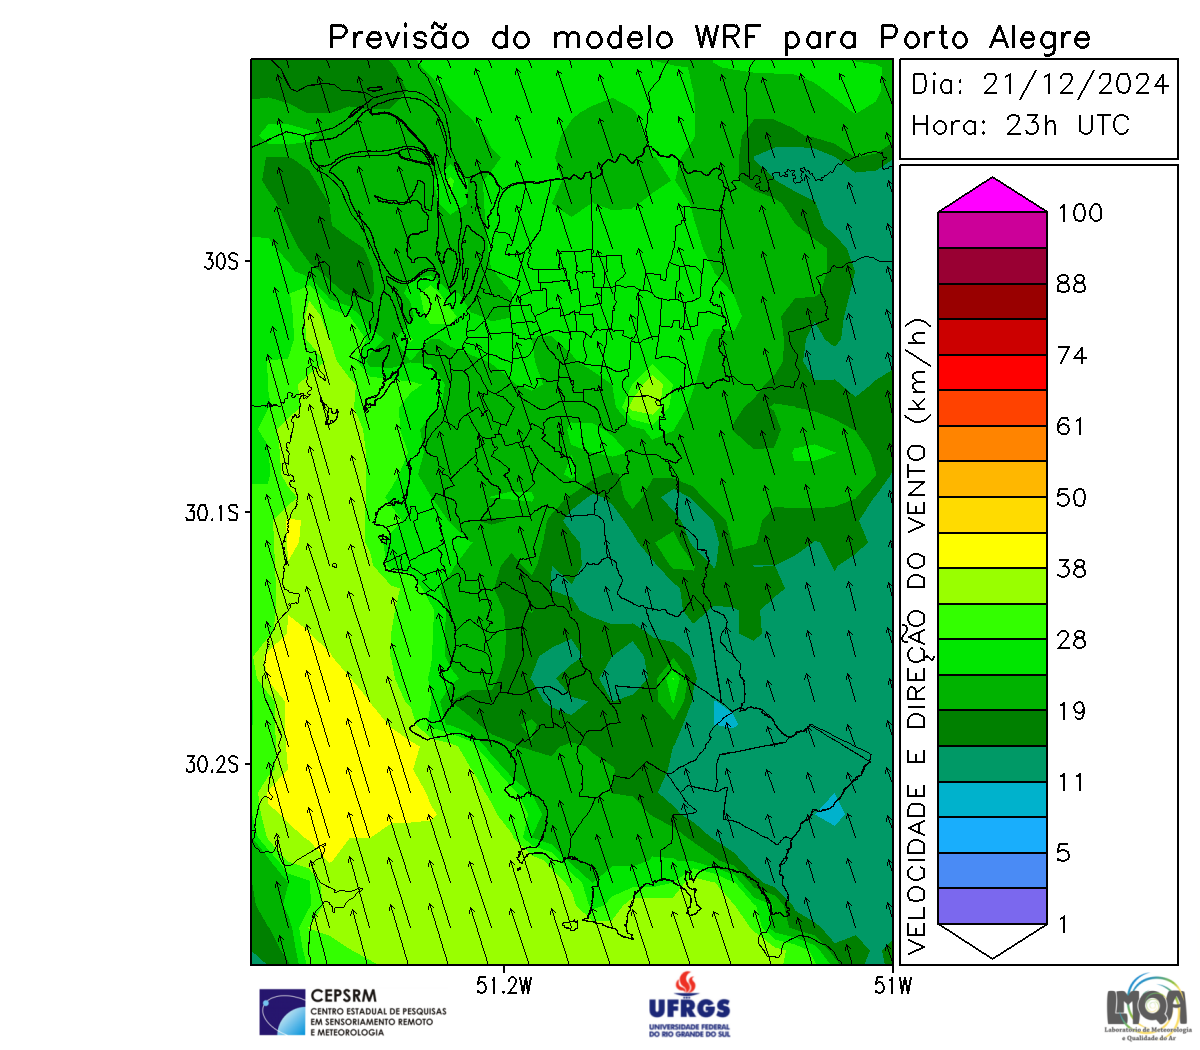 Previsão do modelo WRF para Porto Alegre
Dia: 21/12/2024
Hora: 23h UTC
VELOCIDADE E DIREÇÃO DO VENTO (km/h)
100
88
74
61
50
38
28
19
11
5
1
30S
30.1S
30.2S
51.2W
51W
CEPSRM
CENTRO ESTADUAL DE PESQUISAS
EM SENSORIAMENTO REMOTO
E METEOROLOGIA
UFRGS
UNIVERSIDADE FEDERAL
DO RIO GRANDE DO SUL
LMQA
Laboratório de Meteorologia
e Qualidade do Ar